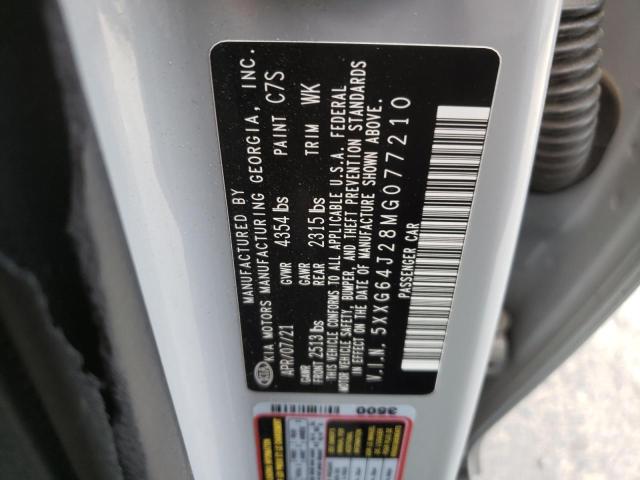 KIA
MANUFACTURED BY
KIA MOTORS MANUFACTURING GEORGIA, INC.
APR/07/21 GVWR 4354 lbs PAINT C7S
GAWR FRONT 2513 lbs GAWR REAR 2315 lbs TRIM WK
THIS VEHICLE CONFORMS TO ALL APPLICABLE U.S.A. FEDERAL
MOTOR VEHICLE SAFETY, BUMPER, AND THEFT PREVENTION STANDARDS
IN EFFECT ON THE DATE OF MANUFACTURE SHOWN ABOVE.
V.I.N. 5XXG64J28MG077210
PASSENGER CAR
3500